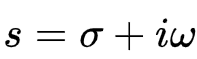 s = σ + iω